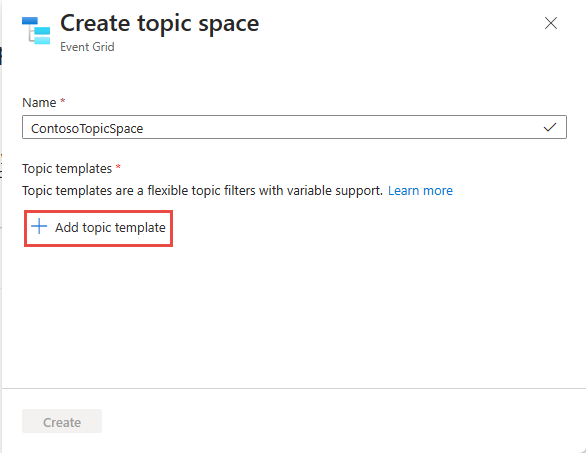 Create topic space
Event Grid
Name *
ContosoTopicSpace
Topic templates *
Topic templates are a flexible topic filters with variable support. Learn more
Add topic template
Create